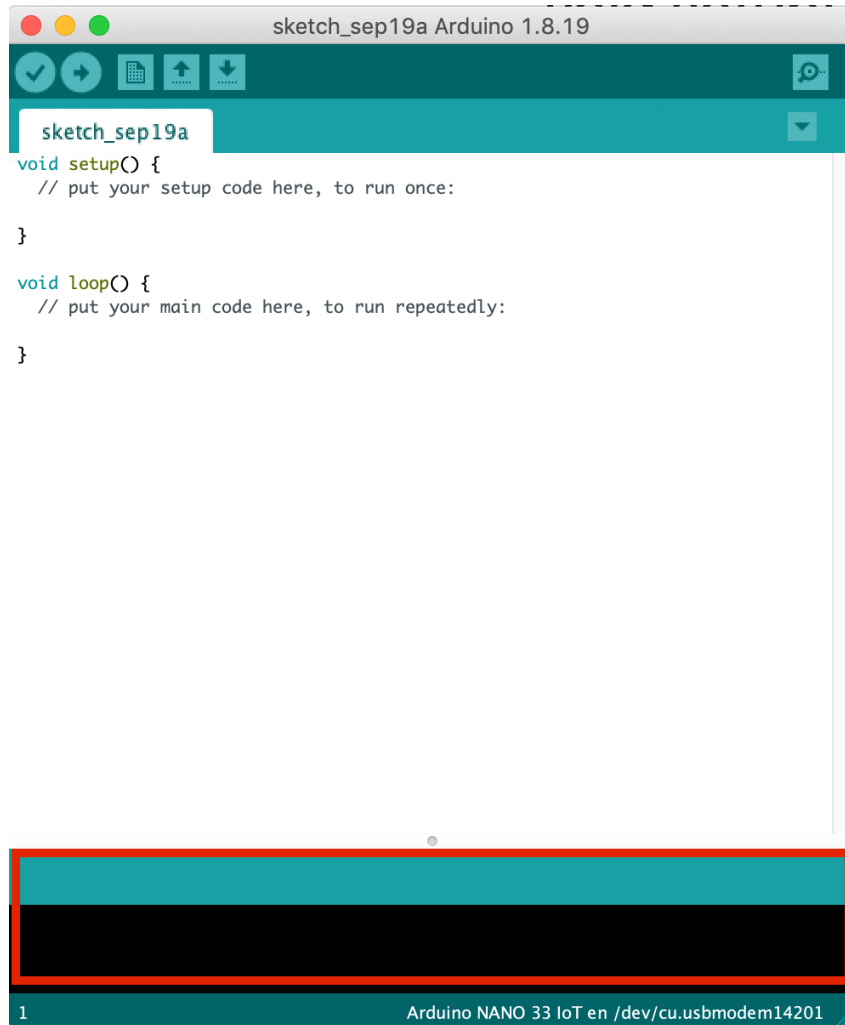 sketch_sep19a Arduino 1.8.19
sketch_sep19a
void setup() {
  // put your setup code here, to run once:
}
void loop() {
  // put your main code here, to run repeatedly:
}
1 Arduino NANO 33 IoT en /dev/cu.usbmodem14201